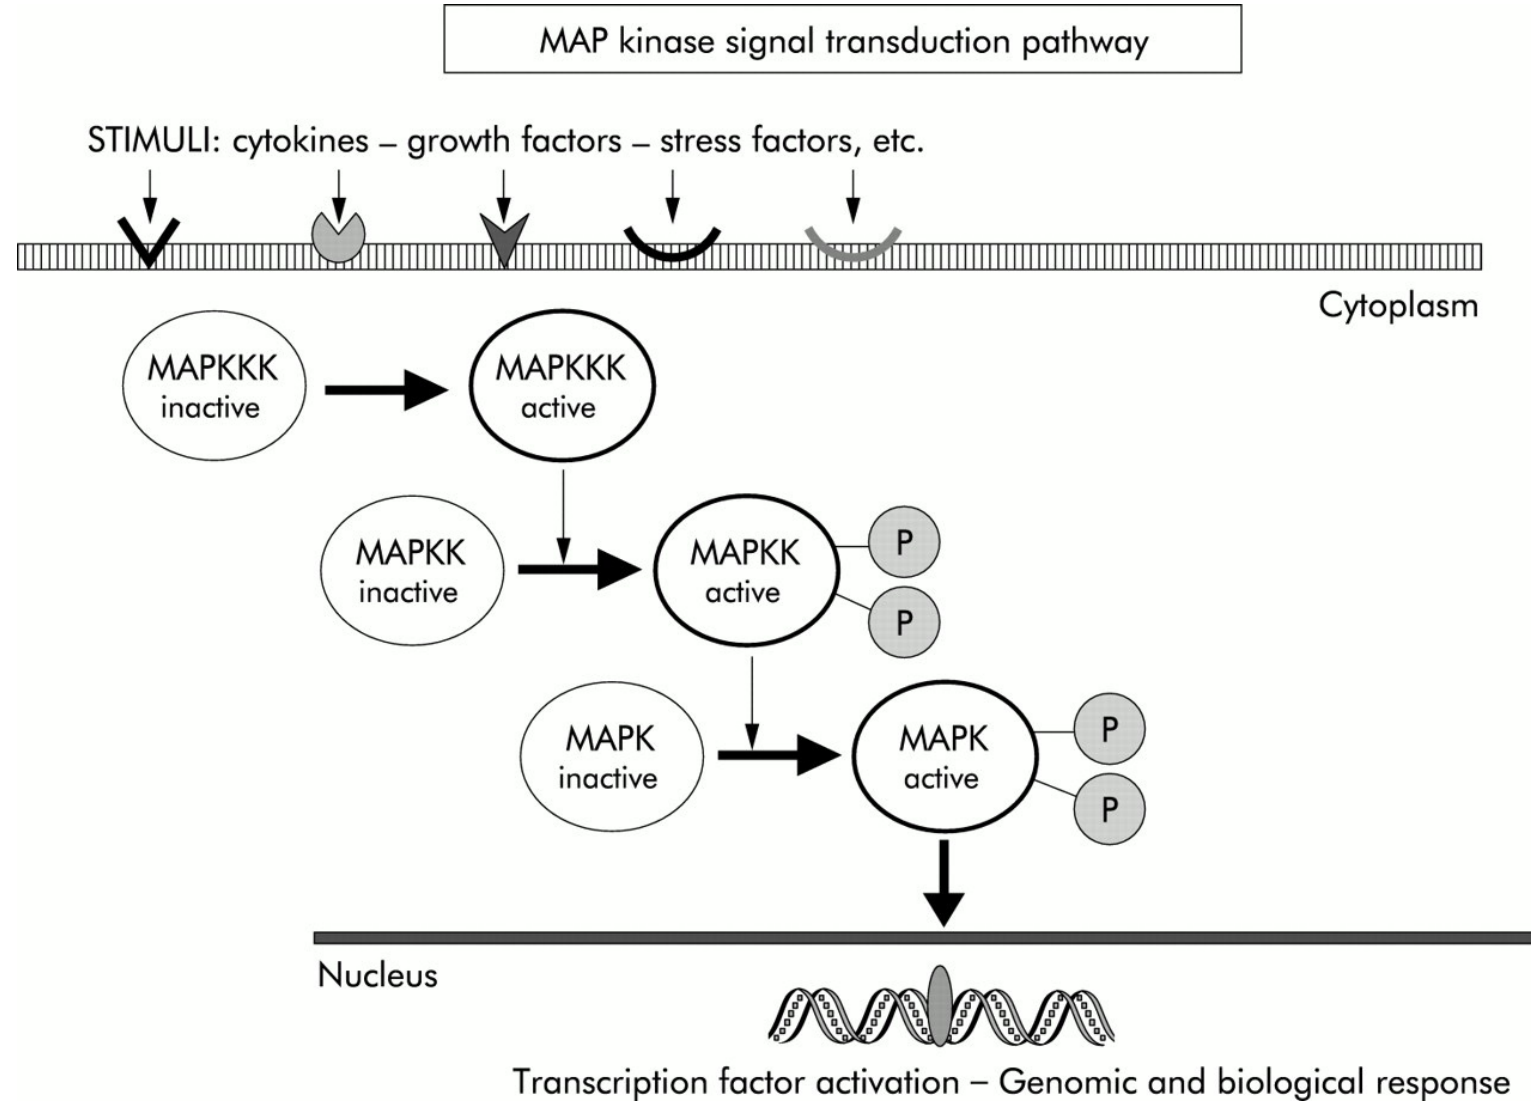 MAP kinase signal transduction pathway
STIMULI: cytokines – growth factors – stress factors, etc.
Cytoplasm
MAPKKK
inactive
MAPKKK
active
MAPKK
inactive
MAPKK
active
P
P
MAPK
inactive
MAPK
active
P
P
Nucleus
Transcription factor activation – Genomic and biological response